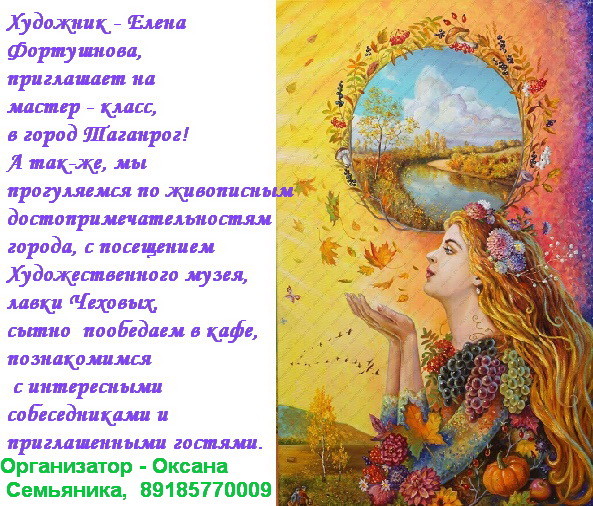 Художник - Елена
Фортушнова,
приглашает на
мастер - класс,
в город Таганрог!
А так-же, мы
прогуляемся по живописным
достопримечательностям
города, с посещением
Художественного музея,
лавки Чеховых,
сытно пообедаем в кафе,
познакомимся
с интересными
собеседниками и
приглашенными гостями.
Организатор - Оксана
Семьяника, 89185770009